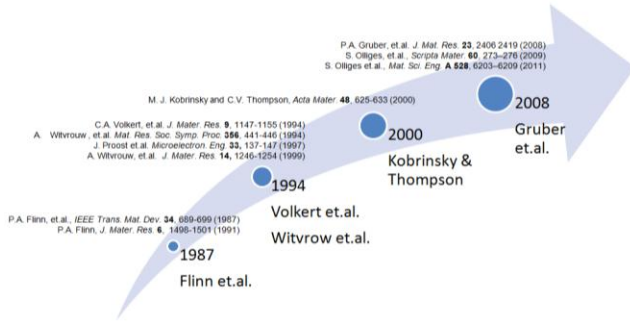 P.A. Gruber, et.al. J. Mat. Res. 23, 2406 2419 (2008)
S. Olliges, et.al., Scripta Mater. 60, 273–276 (2009)
S. Olliges et.al., Mat. Sci. Eng. A 528, 6203–6209 (2011)
2008
Gruber
et.al.
M. J. Kobrinsky and C.V. Thompson, Acta Mater. 48, 625-633 (2000)
2000
Kobrinsky &
Thompson
C.A. Volkert, et.al. J. Mater. Res. 9, 1147-1155 (1994)
A. Witvrouw, et.al. Mat. Res. Soc. Symp. Proc. 356, 441-446 (1994)
J. Proost et.al. Microelectron. Eng. 33, 137-147 (1997)
A. Witvrouw, et.al. J. Mater. Res. 14, 1246-1254 (1999)
1994
Volkert et.al.
Witvrow et.al.
P.A. Flinn, et.al., IEEE Trans. Mat. Dev. 34, 689-699 (1987)
P.A. Flinn, J. Mater. Res. 6, 1498-1501 (1991)
1987
Flinn et.al.